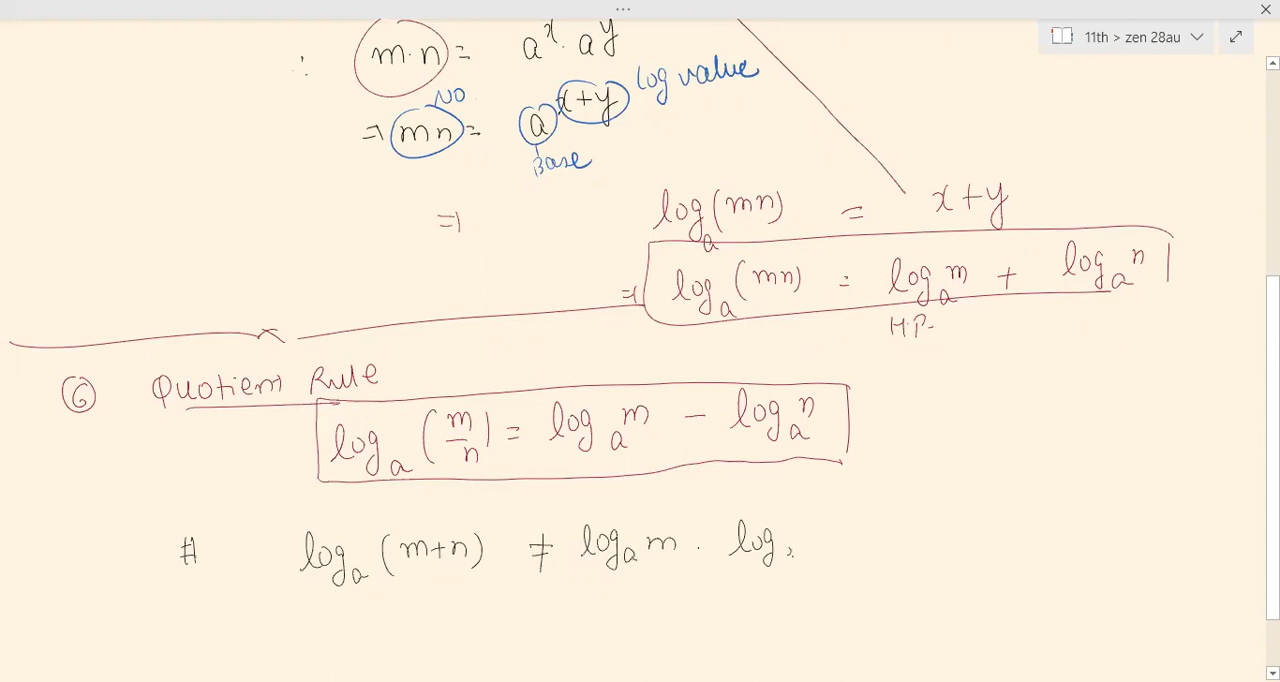 11th > zen 28au
∴ m·n = a^x · a^y
NO log value
⇒ mn = a^(x+y)
Base
⇒ log_a(mn) = x+y
⇒ log_a(mn) = log_a m + log_a n
H.P.
⑥ Quotient Rule
log_a (m/n) = log_a m - log_a n
# log_a (m+n) ≠ log_a m . log